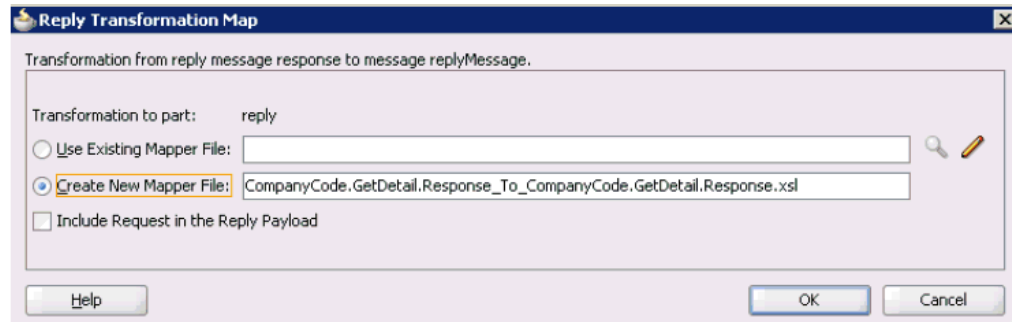 Reply Transformation Map
Transformation from reply message response to message replyMessage.
Transformation to part: reply
Use Existing Mapper File:
Create New Mapper File: CompanyCode.GetDetail.Response_To_CompanyCode.GetDetail.Response.xsl
Include Request in the Reply Payload
Help OK Cancel